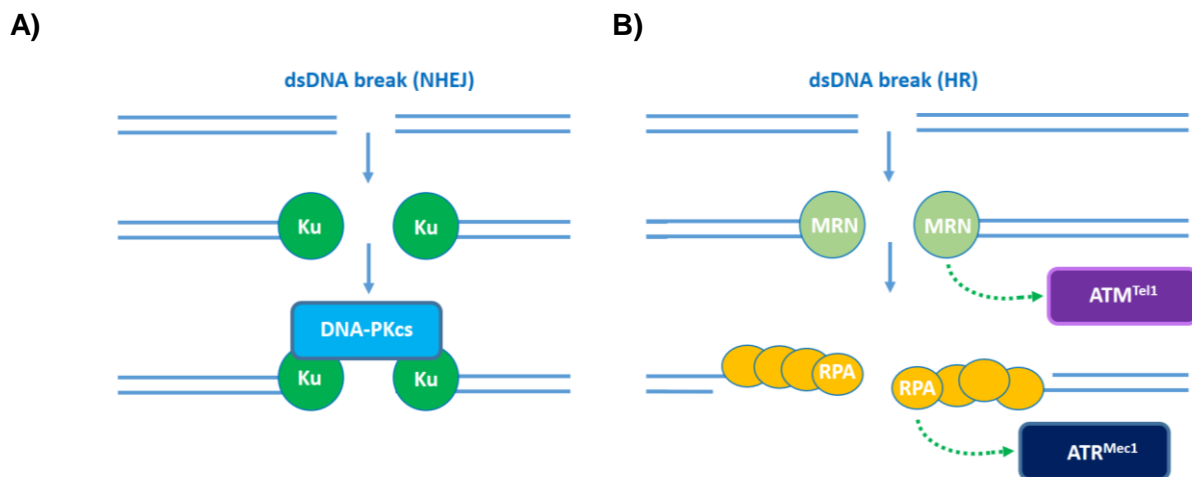 A)
dsDNA break (NHEJ)
Ku
Ku
DNA-PKcs
Ku
Ku
B)
dsDNA break (HR)
MRN
MRN
ATMTel1
RPA
RPA
ATRMec1